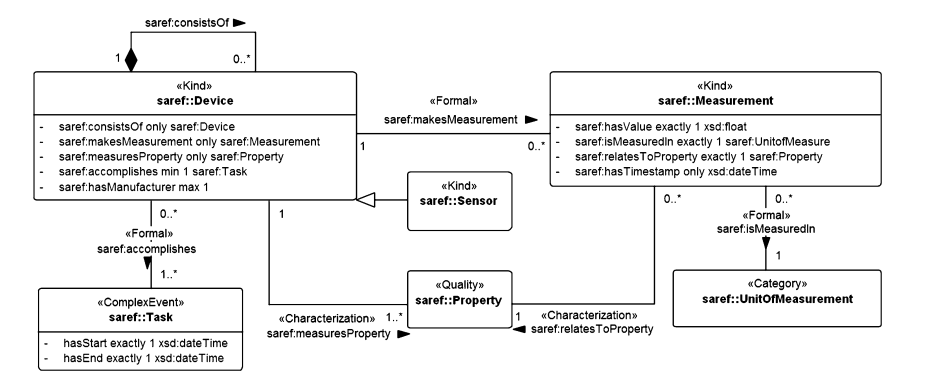 saref:consistsOf
1
0..*
«Kind»
saref::Device
- saref:consistsOf only saref:Device
- saref:makesMeasurement only saref:Measurement
- saref:measuresProperty only saref:Property
- saref:accomplishes min 1 saref:Task
- saref:hasManufacturer max 1
«Formal»
saref:makesMeasurement
1
0..*
«Kind»
saref::Measurement
- saref:hasValue exactly 1 xsd:float
- saref:isMeasuredIn exactly 1 saref:UnitofMeasure
- saref:relatesToProperty exactly 1 saref:Property
- saref:hasTimestamp only xsd:dateTime
«Kind»
saref::Sensor
0..*
«Formal»
saref:accomplishes
1..*
1
0..*
0..*
«Formal»
saref:isMeasuredIn
1
«ComplexEvent»
saref::Task
- hasStart exactly 1 xsd:dateTime
- hasEnd exactly 1 xsd:dateTime
«Quality»
saref::Property
«Characterization»
saref:measuresProperty
1..*
1
«Characterization»
saref:relatesToProperty
«Category»
saref::UnitOfMeasurement